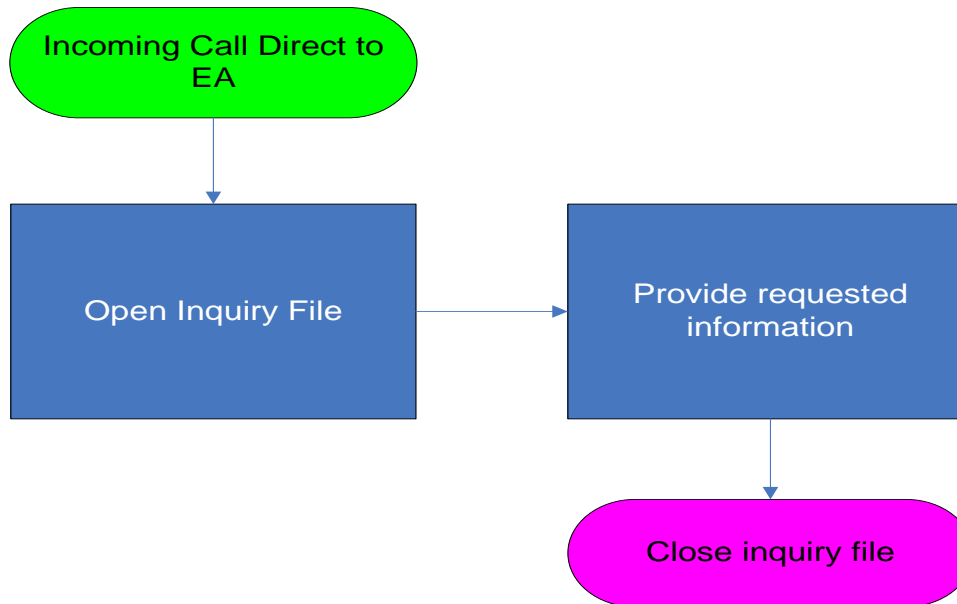 Incoming Call Direct to
EA
Open Inquiry File
Provide requested
information
Close inquiry file